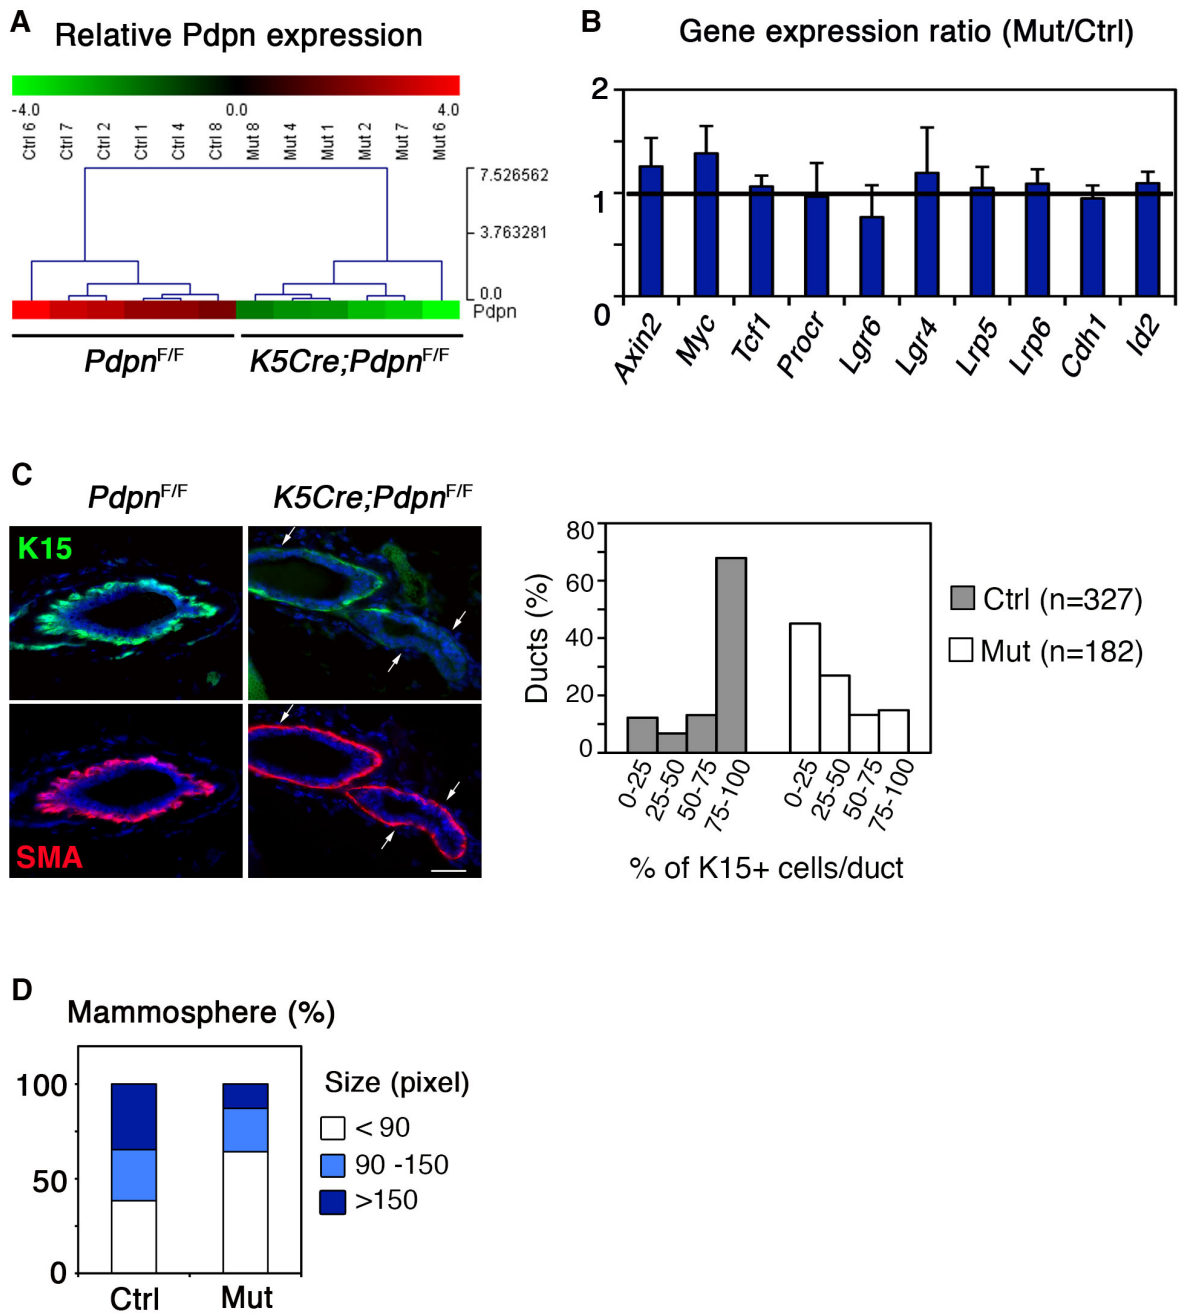 A
Relative Pdpn expression
-4.0 0.0 4.0
Ctrl 6 Ctrl 7 Ctrl 2 Ctrl 1 Ctrl 4 Ctrl 8 Mut 8 Mut 4 Mut 1 Mut 2 Mut 7 Mut 6
7.526562
3.763281
0.0
Pdpn
Pdpn^F/F K5Cre;Pdpn^F/F
B
Gene expression ratio (Mut/Ctrl)
2
1
0
Axin2 Myc Tcf1 Procr Lgr6 Lgr4 Lrp5 Lrp6 Cdh1 Id2
C
Pdpn^F/F K5Cre;Pdpn^F/F
K15
SMA
Ducts (%)
80
60
40
20
0
0-25 25-50 50-75 75-100 0-25 25-50 50-75 75-100
% of K15+ cells/duct
Ctrl (n=327)
Mut (n=182)
D
Mammosphere (%)
100
50
0
Ctrl Mut
Size (pixel)
< 90
90 -150
>150